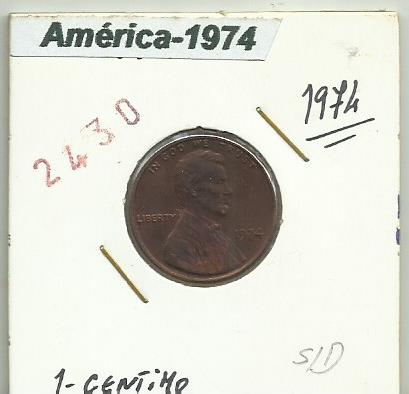 América-1974
1974
2430
IN GOD WE TRUST
LIBERTY
1974
S/D
1-CENTiMO